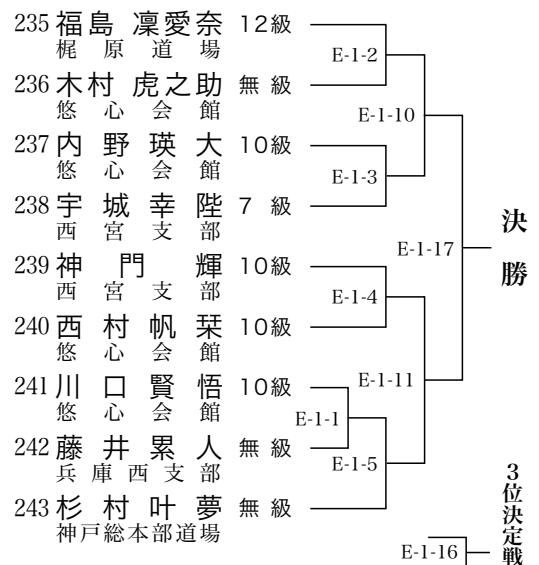 235 福島 凜愛奈 12級
梶原道場
E-1-2
236 木村 虎之助 無級
悠心会館
E-1-10
237 内野瑛大 10級
悠心会館
E-1-3
238 宇城幸陛 7級
西宮支部
E-1-17
決勝
239 神門輝 10級
西宮支部
E-1-4
240 西村帆栞 10級
悠心会館
E-1-11
241 川口賢悟 10級
悠心会館
E-1-1
242 藤井累人 無級
兵庫西支部
E-1-5
243 杉村叶夢 無級
神戸総本部道場
3位決定戦
E-1-16